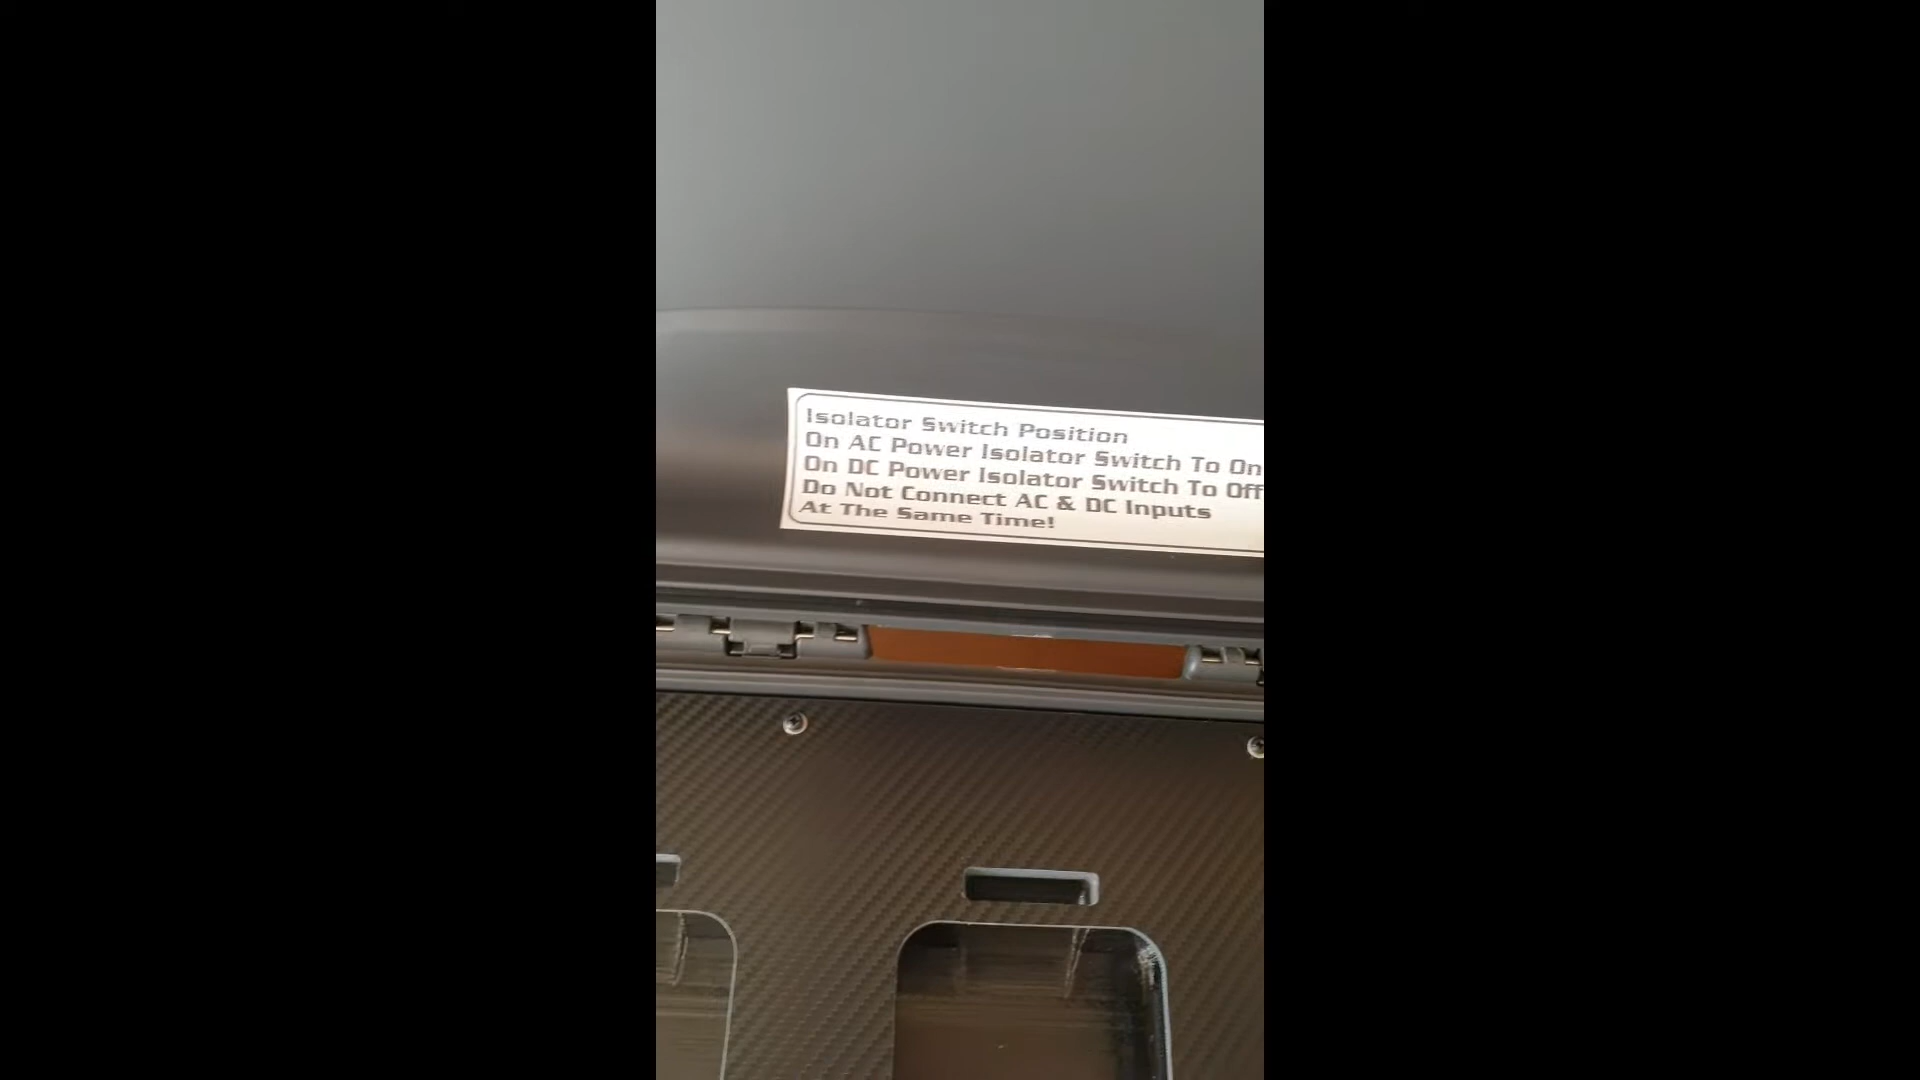 Isolator Switch Position
On AC Power Isolator Switch To On
On DC Power Isolator Switch To Off
Do Not Connect AC & DC Inputs
At The Same Time!